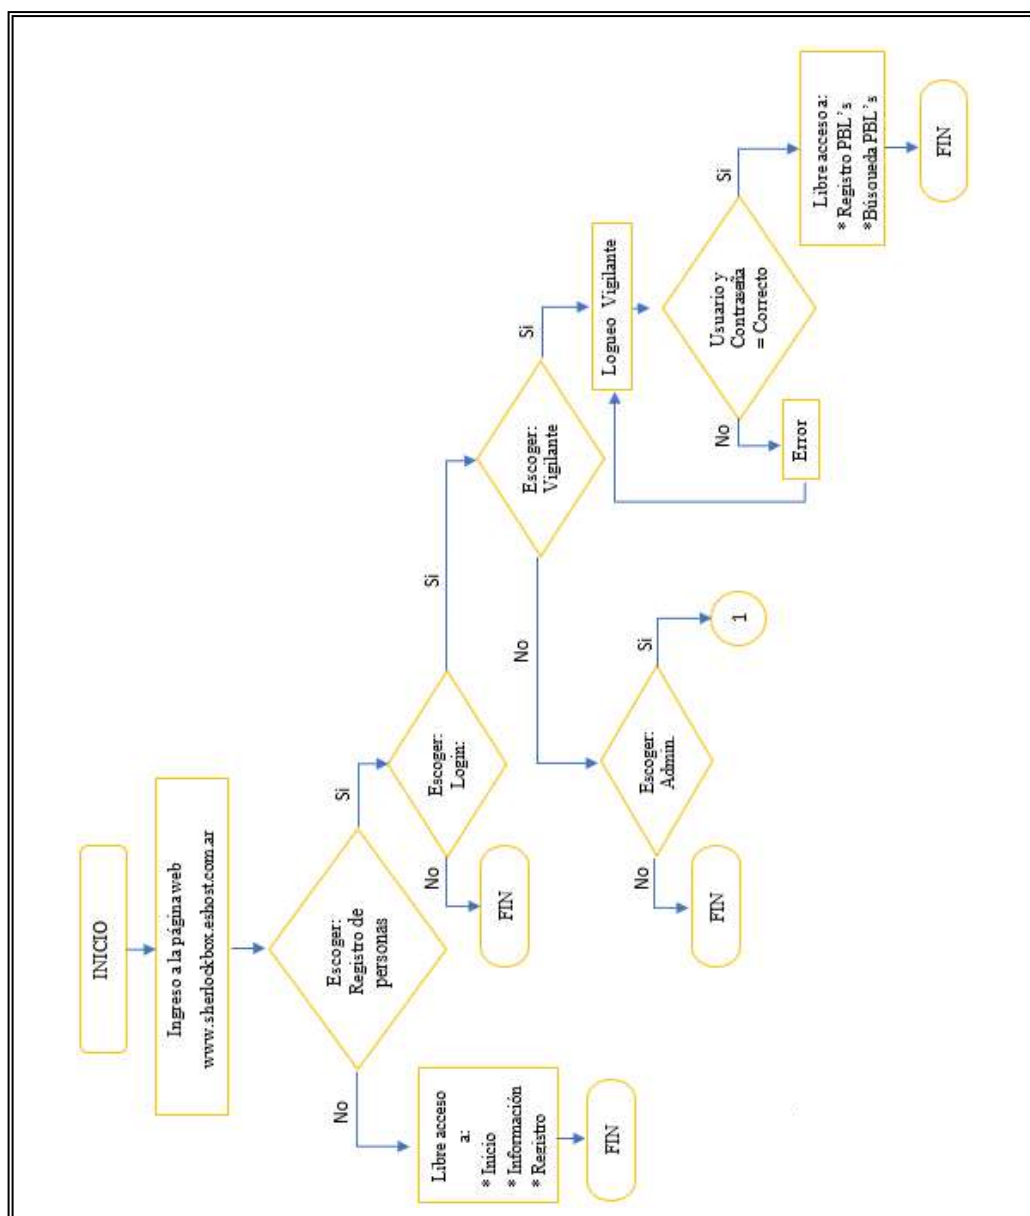 INICIO
Ingreso a la página web
www.sherlockbox.eshost.com.ar
Escoger:
Registro de
personas
No
Si
Libre acceso
a:
* Inicio
* Información
* Registro
FIN
Escoger:
Login:
No
Si
FIN
Escoger:
Vigilante
No
Si
Escoger:
Admin.
No
Si
FIN
1
Logueo Vigilante
Usuario y
Contraseña
= Correcto
No
Si
Error
Libre acceso a:
* Registro PBL's
*Búsqueda PBL's
FIN